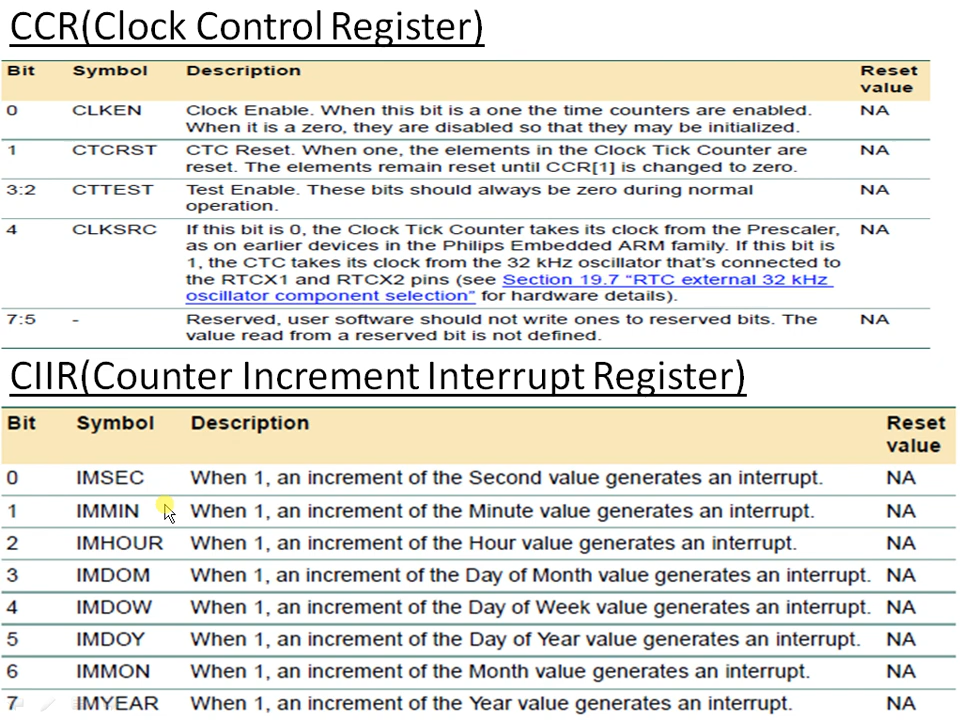 CCR(Clock Control Register)
Bit Symbol Description Reset value
0 CLKEN Clock Enable. When this bit is a one the time counters are enabled. NA
When it is a zero, they are disabled so that they may be initialized.
1 CTCRST CTC Reset. When one, the elements in the Clock Tick Counter are NA
reset. The elements remain reset until CCR[1] is changed to zero.
3:2 CTTEST Test Enable. These bits should always be zero during normal NA
operation.
4 CLKSRC If this bit is 0, the Clock Tick Counter takes its clock from the Prescaler, NA
as on earlier devices in the Philips Embedded ARM family. If this bit is
1, the CTC takes its clock from the 32 kHz oscillator that's connected to
the RTCX1 and RTCX2 pins (see Section 19.7 "RTC external 32 kHz
oscillator component selection" for hardware details).
7:5 - Reserved, user software should not write ones to reserved bits. The NA
value read from a reserved bit is not defined.
CIIR(Counter Increment Interrupt Register)
Bit Symbol Description Reset value
0 IMSEC When 1, an increment of the Second value generates an interrupt. NA
1 IMMIN When 1, an increment of the Minute value generates an interrupt. NA
2 IMHOUR When 1, an increment of the Hour value generates an interrupt. NA
3 IMDOM When 1, an increment of the Day of Month value generates an interrupt. NA
4 IMDOW When 1, an increment of the Day of Week value generates an interrupt. NA
5 IMDOY When 1, an increment of the Day of Year value generates an interrupt. NA
6 IMMON When 1, an increment of the Month value generates an interrupt. NA
7 IMYEAR When 1, an increment of the Year value generates an interrupt. NA